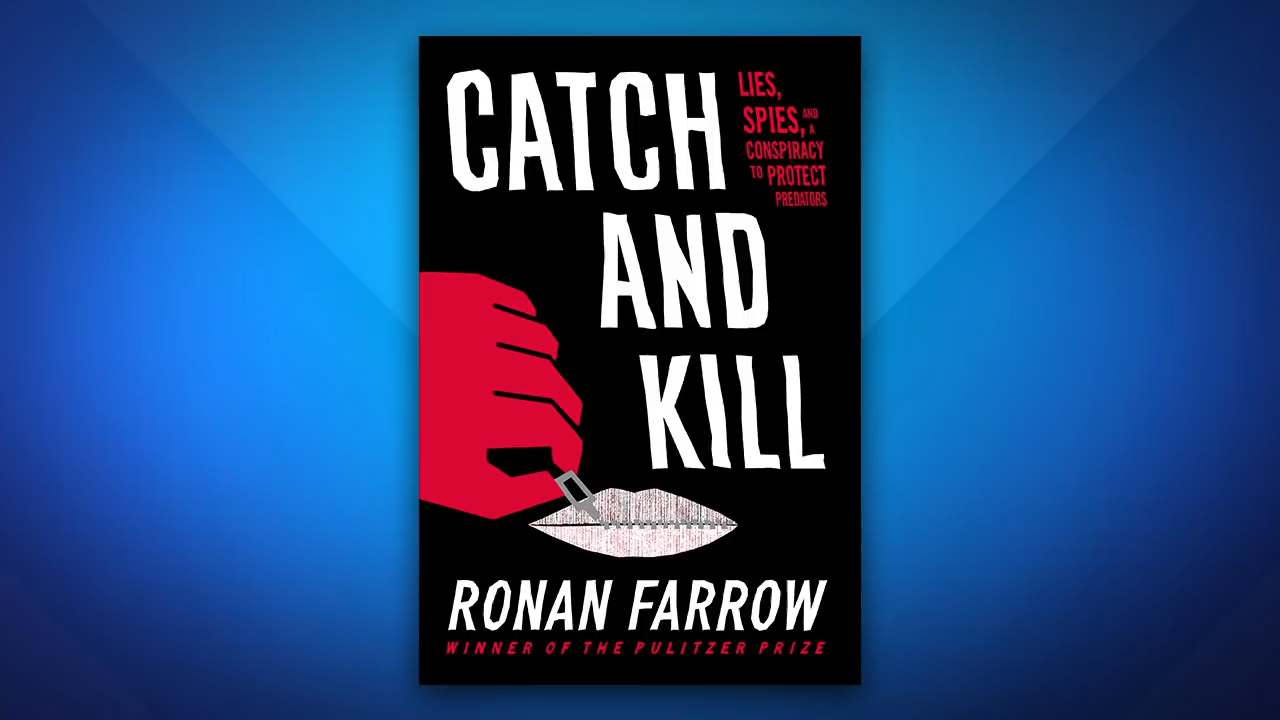 CATCH
AND
KILL
LIES,
SPIES, AND
A
CONSPIRACY
TO PROTECT
PREDATORS
RONAN FARROW
WINNER OF THE PULITZER PRIZE